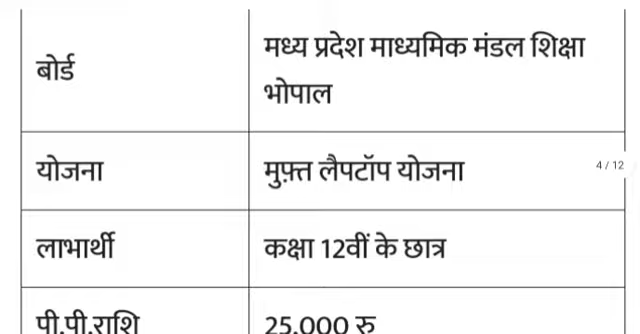 बोर्ड
मध्य प्रदेश माध्यमिक मंडल शिक्षा
भोपाल
योजना
मुफ़्त लैपटॉप योजना
4 / 12
लाभार्थी
कक्षा 12वीं के छात्र
पी.पी.राशि
25,000 रु